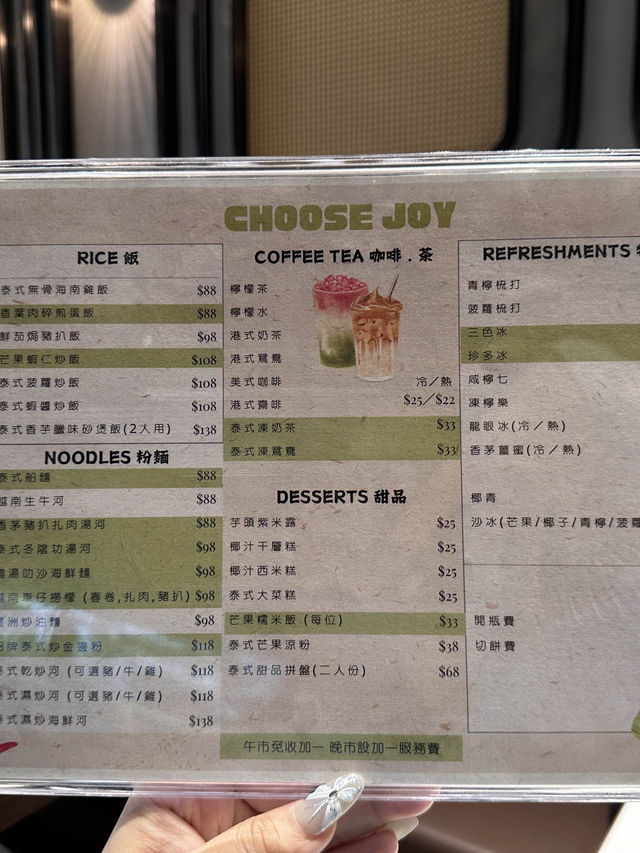 CHOOSE JOY
RICE 飯
泰式無骨海南雞飯 $88
香葉肉碎煎蛋飯 $88
鮮茄焗豬扒飯 $98
芒果蝦仁炒飯 $108
泰式菠蘿炒飯 $108
泰式蝦醬炒飯 $108
泰式香芋臘味砂煲飯(2人用) $138
NOODLES 粉麵
泰式船麵 $88
越南生牛河 $88
香茅豬扒扎肉湯河 $88
泰式冬陰功湯河 $98
濃湯叻沙海鮮麵 $98
越南東仔撈檬 (春卷,扎肉,豬扒) $98
星洲炒油麵 $98
招牌泰式炒金邊粉 $118
泰式乾炒河 (可選豬/牛/雞) $118
泰式濕炒河 (可選豬/牛/雞) $118
泰式濕炒海鮮河 $138
COFFEE TEA 咖啡 . 茶
檸檬茶
檸檬水
港式奶茶
港式鴛鴦
美式咖啡 冷/熱
港式齋啡 $25/$22
泰式凍奶茶 $33
泰式凍鴛鴦 $33
DESSERTS 甜品
芋頭紫米露 $25
椰汁千層糕 $25
椰汁西米糕 $25
泰式大菜糕 $25
芒果糯米飯 (每位) $33
泰式芒果涼粉 $38
泰式甜品拼盤(二人份) $68
午市免收加一 晚市設加一服務費
REFRESHMENTS
青檸梳打
菠蘿梳打
三色冰
珍多冰
咸檸七
凍檸樂
龍眼冰(冷/熱)
香茅薑蜜(冷/熱)
椰青
沙冰(芒果/椰子/青檸/菠蘿
開瓶費
切餅費